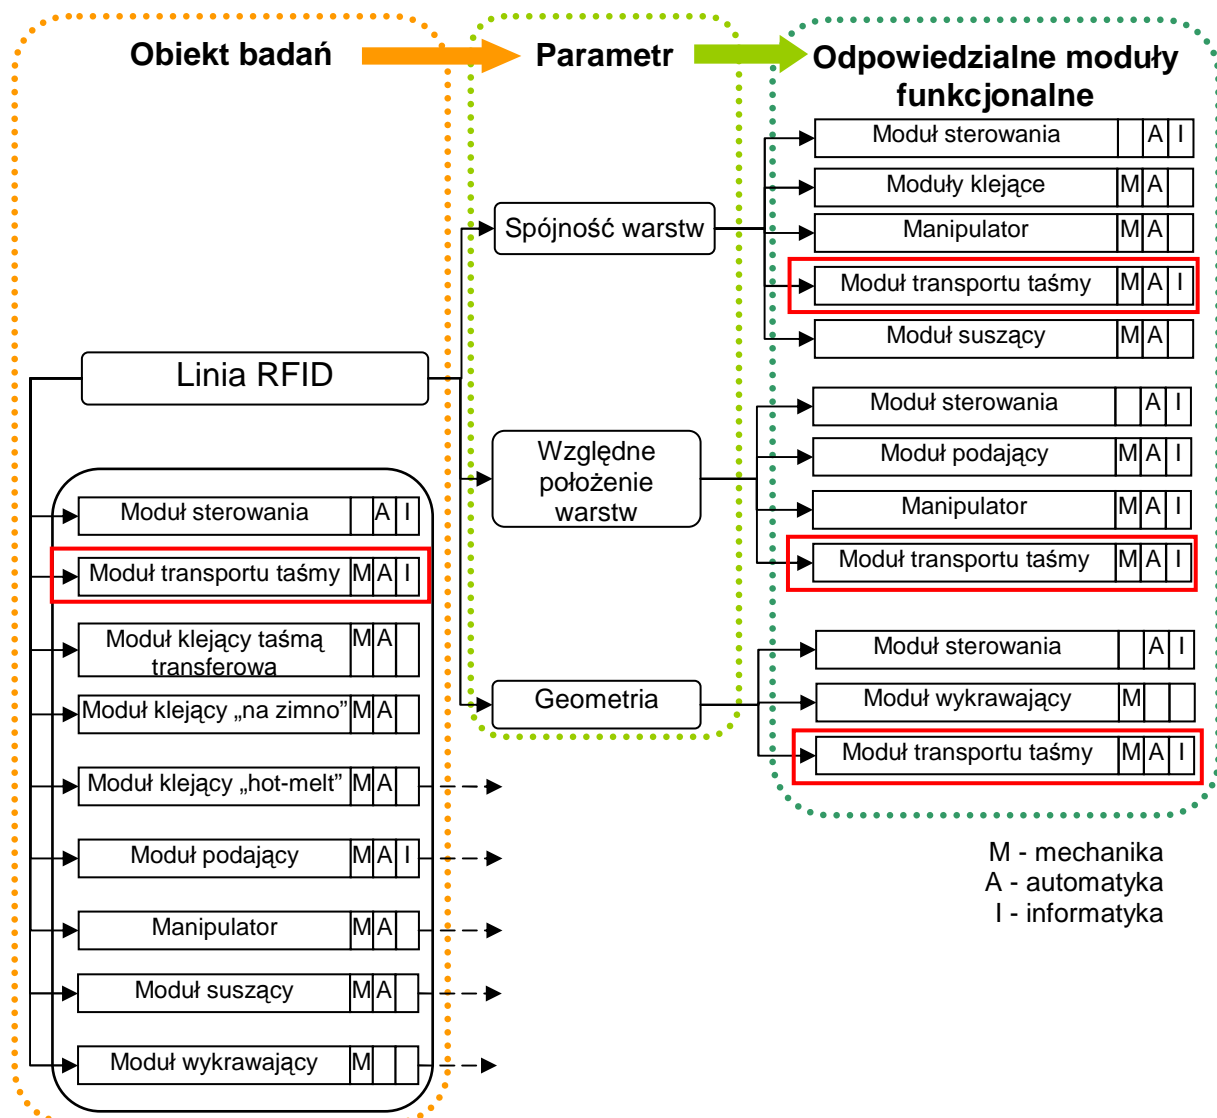 Obiekt badań
Parametr
Odpowiedzialne moduły
funkcjonalne
Linia RFID
Moduł sterowania A I
Moduł transportu taśmy M A I
Moduł klejący taśmą
transferowa M A
Moduł klejący „na zimno” M A
Moduł klejący „hot-melt” M A
Moduł podający M A I
Manipulator M A
Moduł suszący M A
Moduł wykrawający M
Spójność warstw
Moduł sterowania A I
Moduły klejące M A
Manipulator M A
Moduł transportu taśmy M A I
Moduł suszący M A
Względne
położenie
warstw
Moduł sterowania A I
Moduł podający M A I
Manipulator M A I
Moduł transportu taśmy M A I
Geometria
Moduł sterowania A I
Moduł wykrawający M
Moduł transportu taśmy M A I
M - mechanika
A - automatyka
I - informatyka